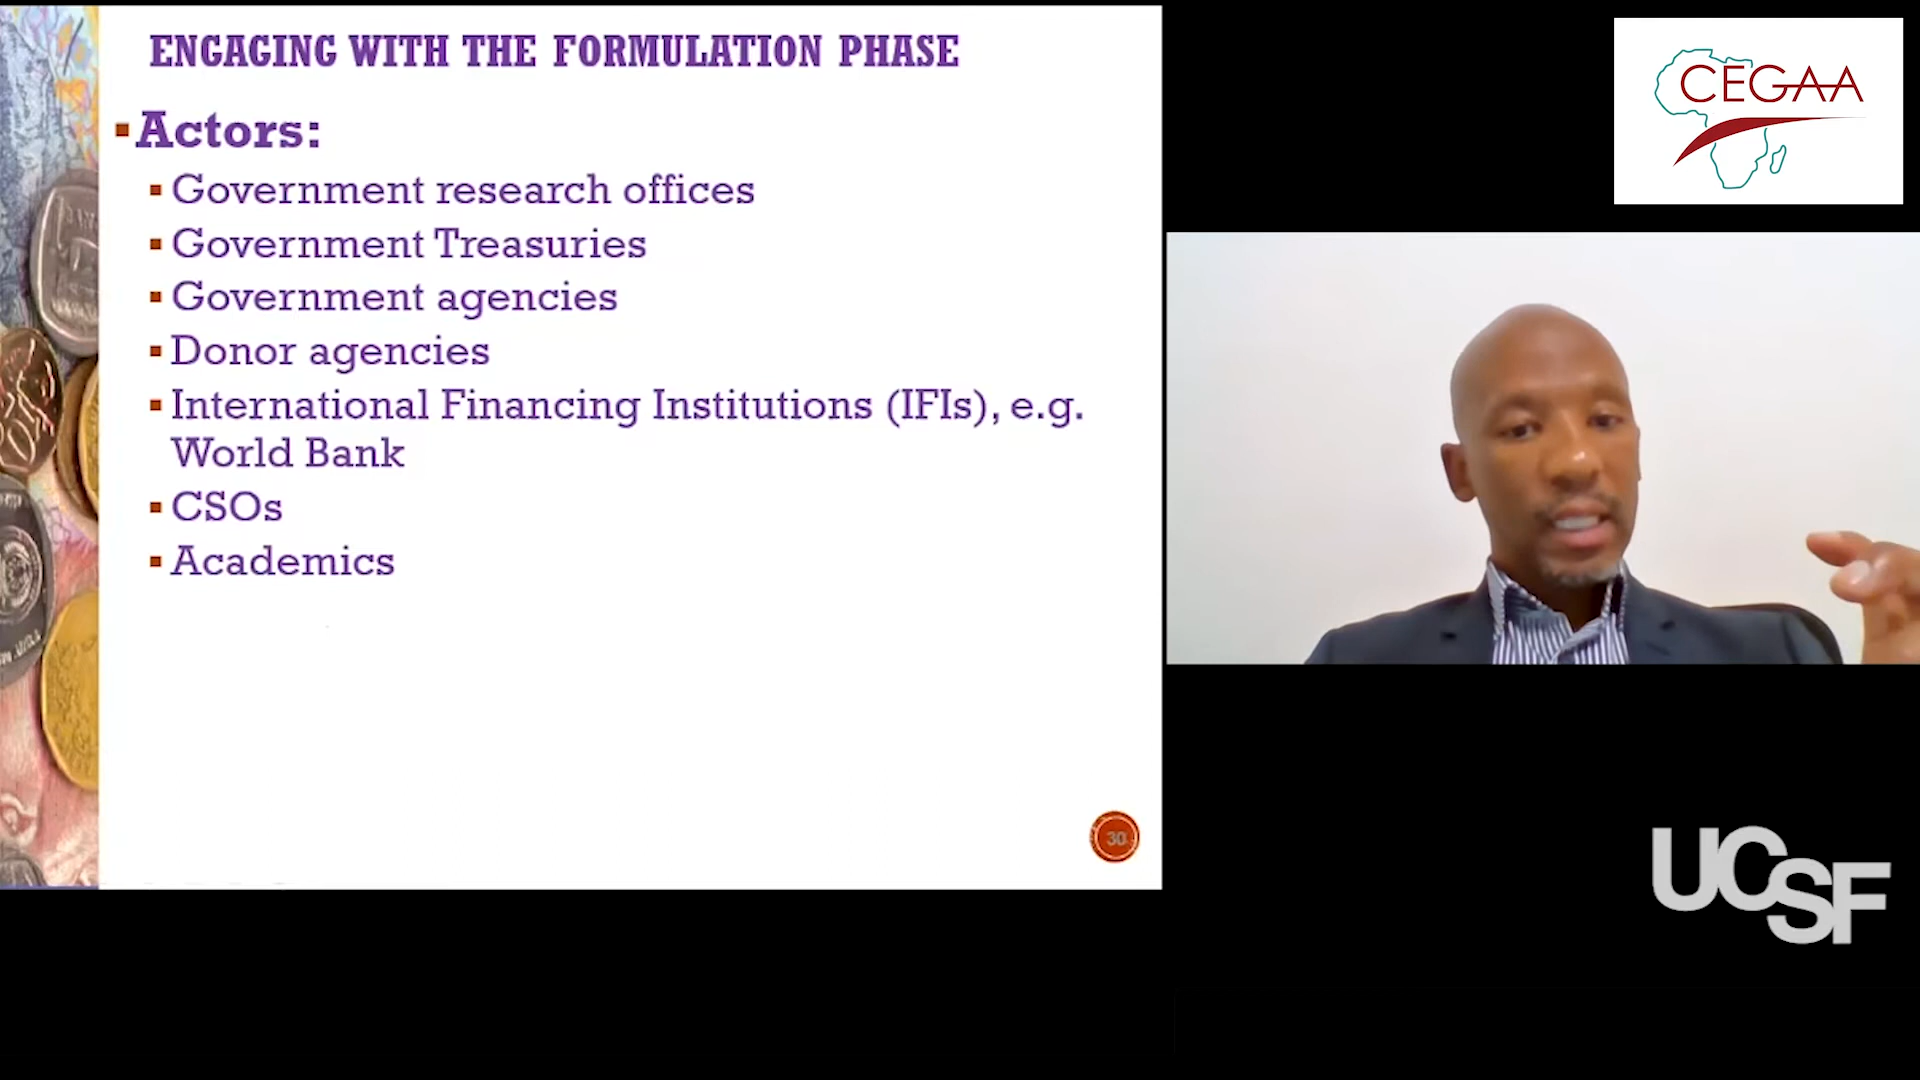 ENGAGING WITH THE FORMULATION PHASE
Actors:
Government research offices
Government Treasuries
Government agencies
Donor agencies
International Financing Institutions (IFIs), e.g.
World Bank
CSOs
Academics
30
CEGAA
UCSF